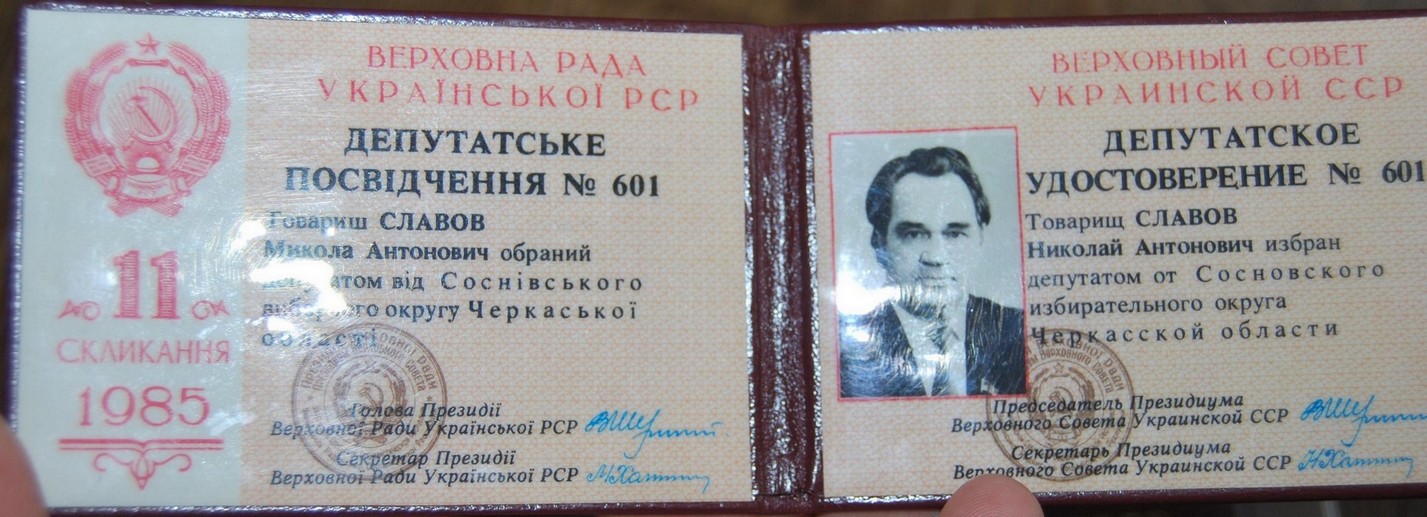 ВЕРХОВНА РАДА
УКРАЇНСЬКОЇ РСР
ДЕПУТАТСЬКЕ
ПОСВІДЧЕННЯ № 601
Товариш СЛАВОВ
Микола Антонович обраний
депутатом від Соснівського
виборчого округу Черкаської
області
11
СКЛИКАННЯ
1985
Голова Президії
Верховної Ради Української РСР
Секретар Президії
Верховної Ради Української РСР
ВЕРХОВНЫЙ СОВЕТ
УКРАИНСКОЙ ССР
ДЕПУТАТСКОЕ
УДОСТОВЕРЕНИЕ № 601
Товарищ СЛАВОВ
Николай Антонович избран
депутатом от Сосновского
избирательного округа
Черкасской области
Председатель Президиума
Верховного Совета Украинской ССР
Секретарь Президиума
Верховного Совета Украинской ССР